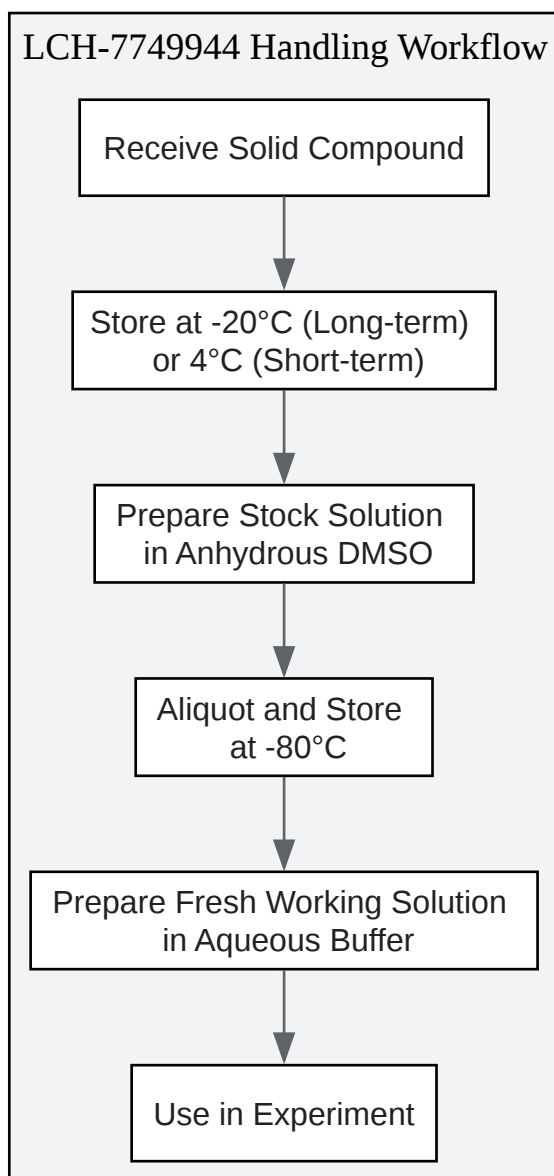 LCH-7749944 Handling Workflow
Receive Solid Compound
Store at -20°C (Long-term)
or 4°C (Short-term)
Prepare Stock Solution
in Anhydrous DMSO
Aliquot and Store
at -80°C
Prepare Fresh Working Solution
in Aqueous Buffer
Use in Experiment